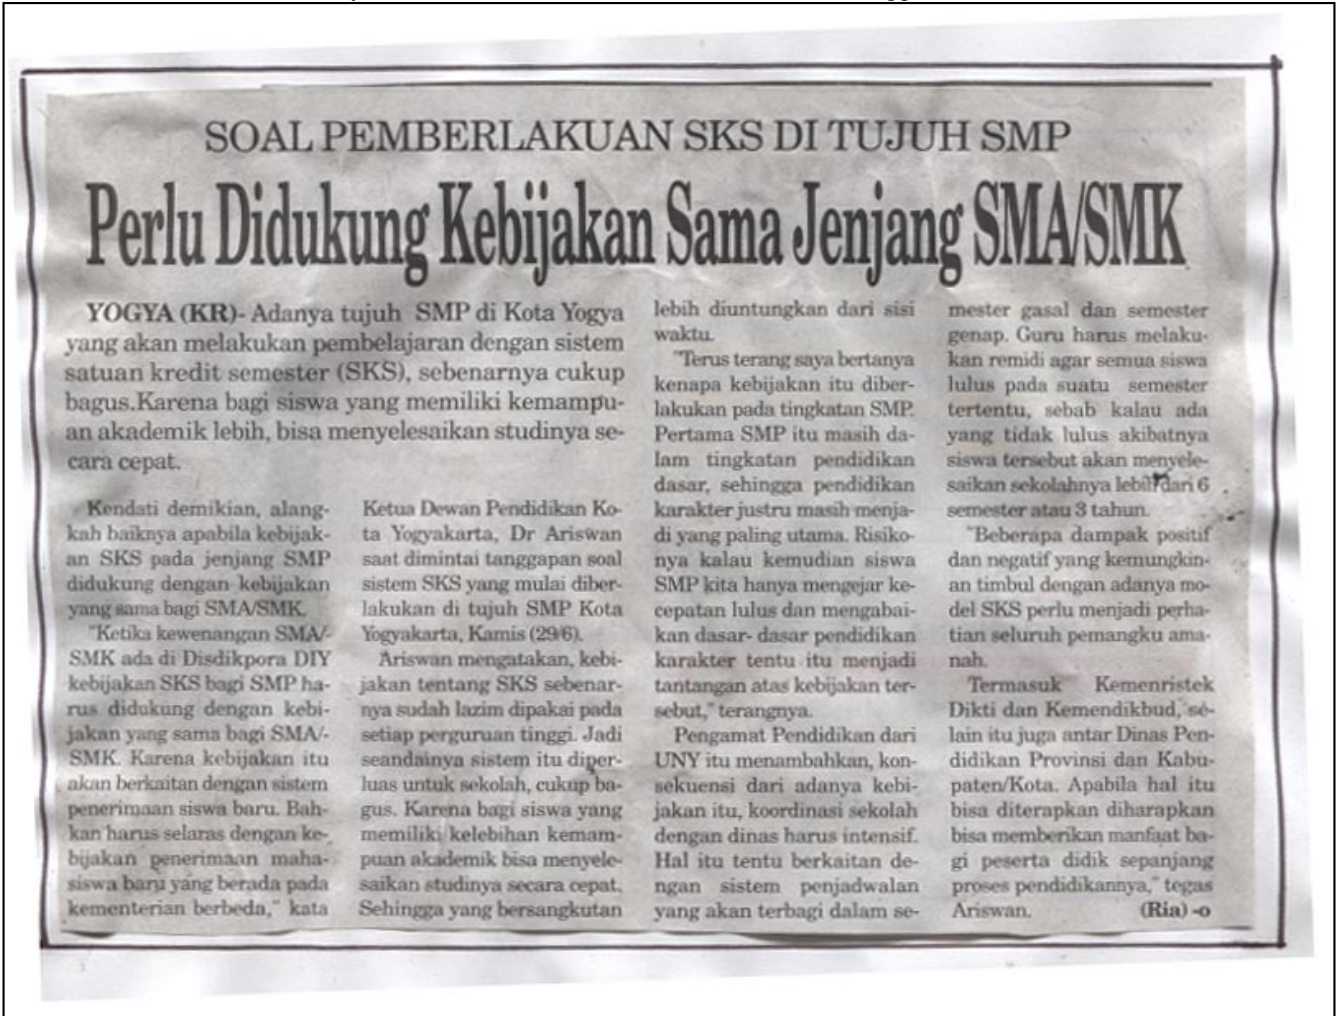 SOAL PEMBERLAKUAN SKS DI TUJUH SMP
Perlu Didukung Kebijakan Sama Jenjang SMA/SMK
YOGYA (KR)- Adanya tujuh SMP di Kota Yogya
yang akan melakukan pembelajaran dengan sistem
satuan kredit semester (SKS), sebenarnya cukup
bagus.Karena bagi siswa yang memiliki kemampu-
an akademik lebih, bisa menyelesaikan studinya se-
cara cepat.
Kendati demikian, alang-
kah baiknya apabila kebijak-
an SKS pada jenjang SMP
didukung dengan kebijakan
yang sama bagi SMA/SMK.
"Ketika kewenangan SMA/-
SMK ada di Disdikpora DIY
kebijakan SKS bagi SMP ha-
rus didukung dengan kebi-
jakan yang sama bagi SMA/-
SMK. Karena kebijakan itu
akan berkaitan dengan sistem
penerimaan siswa baru. Bah-
kan harus selaras dengan ke-
bijakan penerimaan maha-
siswa baru yang berada pada
kementerian berbeda," kata
Ketua Dewan Pendidikan Ko-
ta Yogyakarta, Dr Ariswan
saat dimintai tanggapan soal
sistem SKS yang mulai diber-
lakukan di tujuh SMP Kota
Yogyakarta, Kamis (29/6).
Ariswan mengatakan, kebi-
jakan tentang SKS sebenar-
nya sudah lazim dipakai pada
setiap perguruan tinggi. Jadi
seandainya sistem itu diper-
luas untuk sekolah, cukup ba-
gus. Karena bagi siswa yang
memiliki kelebihan kemam-
puan akademik bisa menyele-
saikan studinya secara cepat.
Sehingga yang bersangkutan
lebih diuntungkan dari sisi
waktu.
"Terus terang saya bertanya
kenapa kebijakan itu diber-
lakukan pada tingkatan SMP.
Pertama SMP itu masih da-
lam tingkatan pendidikan
dasar, sehingga pendidikan
karakter justru masih menja-
di yang paling utama. Risiko-
nya kalau kemudian siswa
SMP kita hanya mengejar ke-
cepatan lulus dan mengabai-
kan dasar- dasar pendidikan
karakter tentu itu menjadi
tantangan atas kebijakan ter-
sebut," terangnya.
Pengamat Pendidikan dari
UNY itu menambahkan, kon-
sekuensi dari adanya kebi-
jakan itu, koordinasi sekolah
dengan dinas harus intensif.
Hal itu tentu berkaitan de-
ngan sistem penjadwalan
yang akan terbagi dalam se-
mester gasal dan semester
genap. Guru harus melaku-
kan remidi agar semua siswa
lulus pada suatu semester
tertentu, sebab kalau ada
yang tidak lulus akibatnya
siswa tersebut akan menyele-
saikan sekolahnya lebih dari 6
semester atau 3 tahun.
"Beberapa dampak positif
dan negatif yang kemungkin-
an timbul dengan adanya mo-
del SKS perlu menjadi perha-
tian seluruh pemangku ama-
nah.
Termasuk Kemenristek
Dikti dan Kemendikbud, se-
lain itu juga antar Dinas Pen-
didikan Provinsi dan Kabu-
paten/Kota. Apabila hal itu
bisa diterapkan diharapkan
bisa memberikan manfaat ba-
gi peserta didik sepanjang
proses pendidikannya," tegas
Ariswan. (Ria) -o